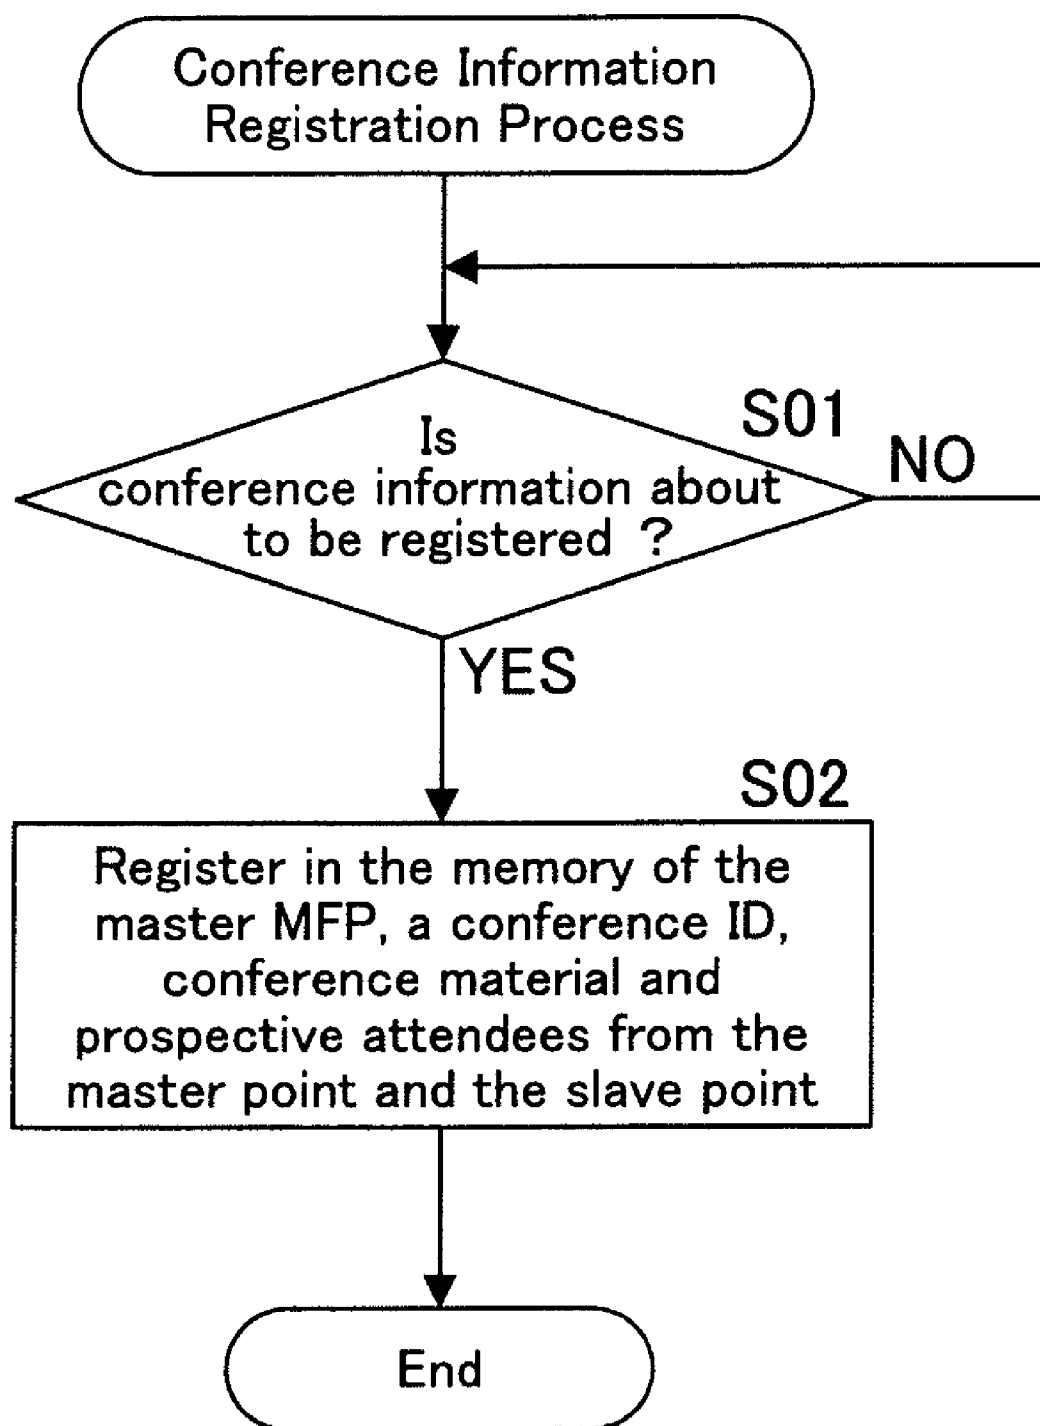 Conference Information
Registration Process
S01
Is
conference information about
to be registered ?
NO
YES
S02
Register in the memory of the
master MFP, a conference ID,
conference material and
prospective attendees from the
master point and the slave point
End